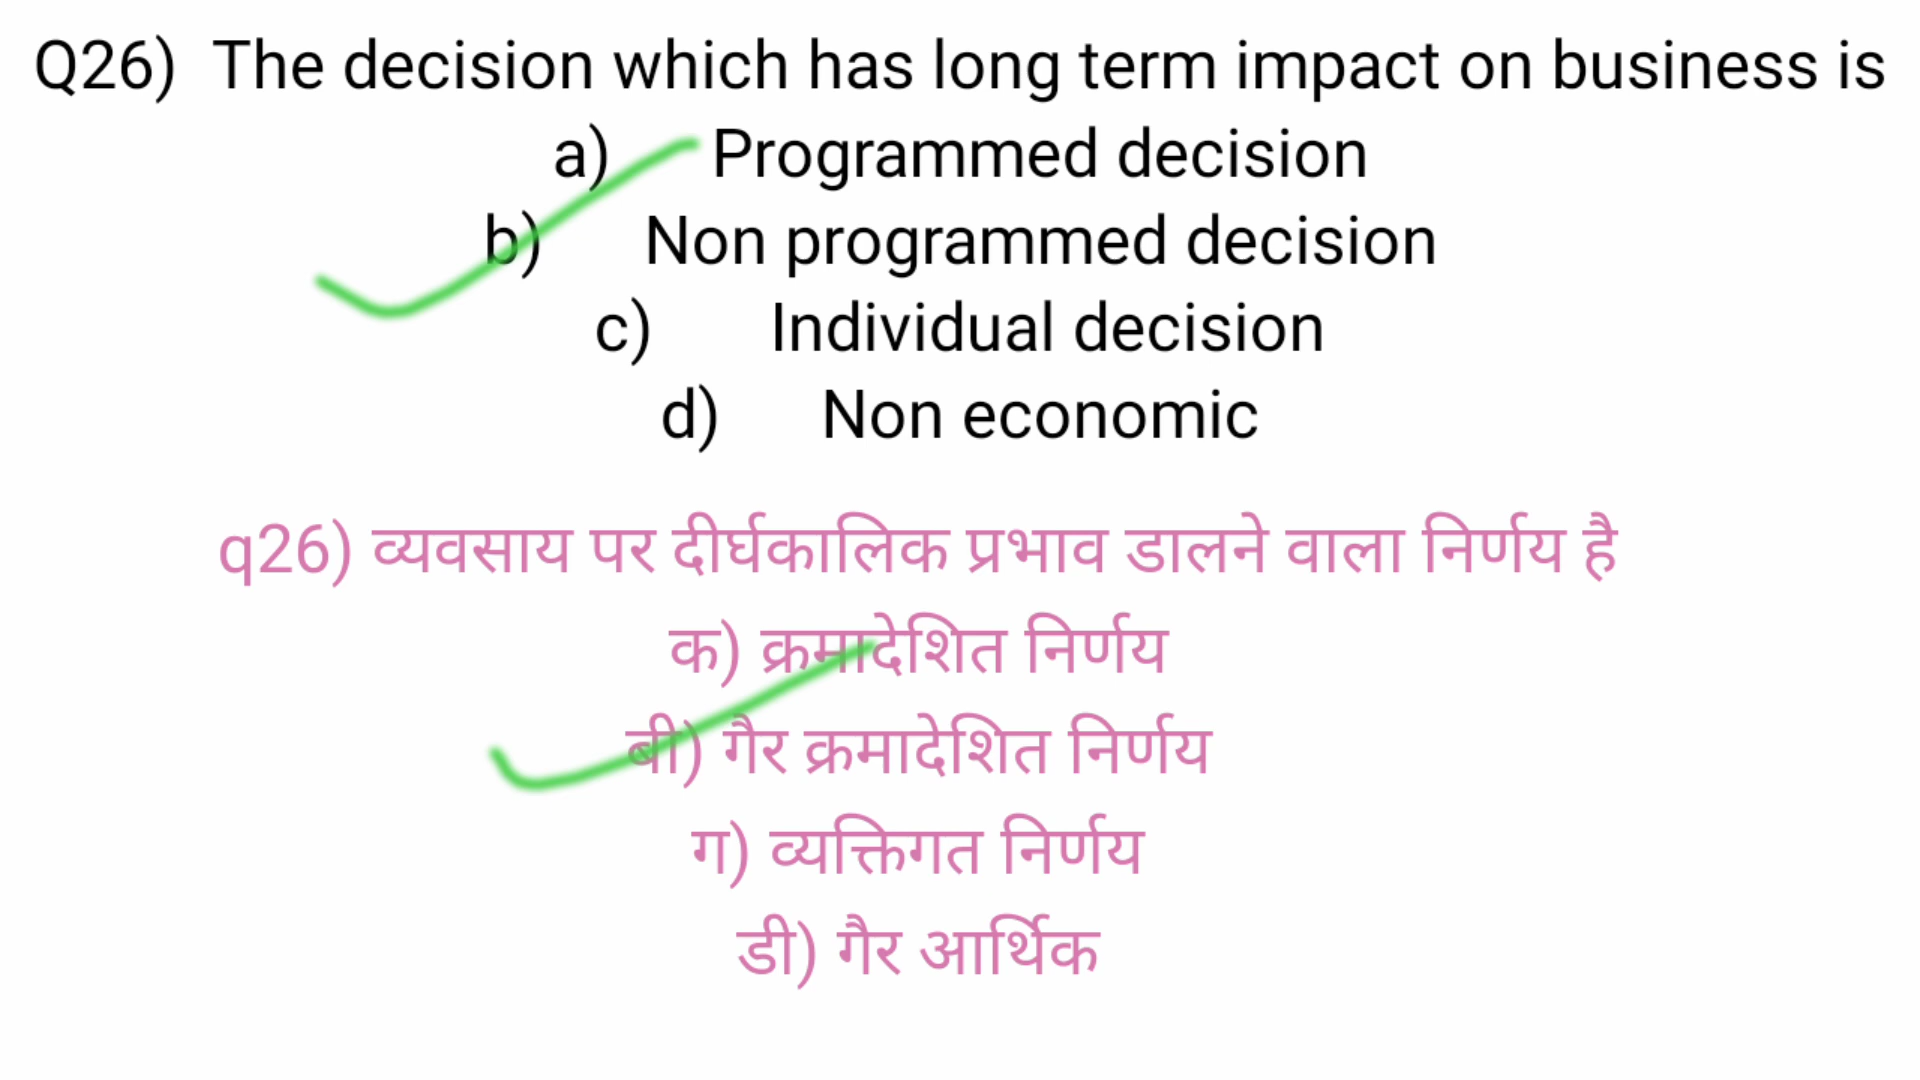 Q26) The decision which has long term impact on business is
a) Programmed decision
b) Non programmed decision
c) Individual decision
d) Non economic
q26) व्यवसाय पर दीर्घकालिक प्रभाव डालने वाला निर्णय है
क) क्रमादेशित निर्णय
बी) गैर क्रमादेशित निर्णय
ग) व्यक्तिगत निर्णय
डी) गैर आर्थिक